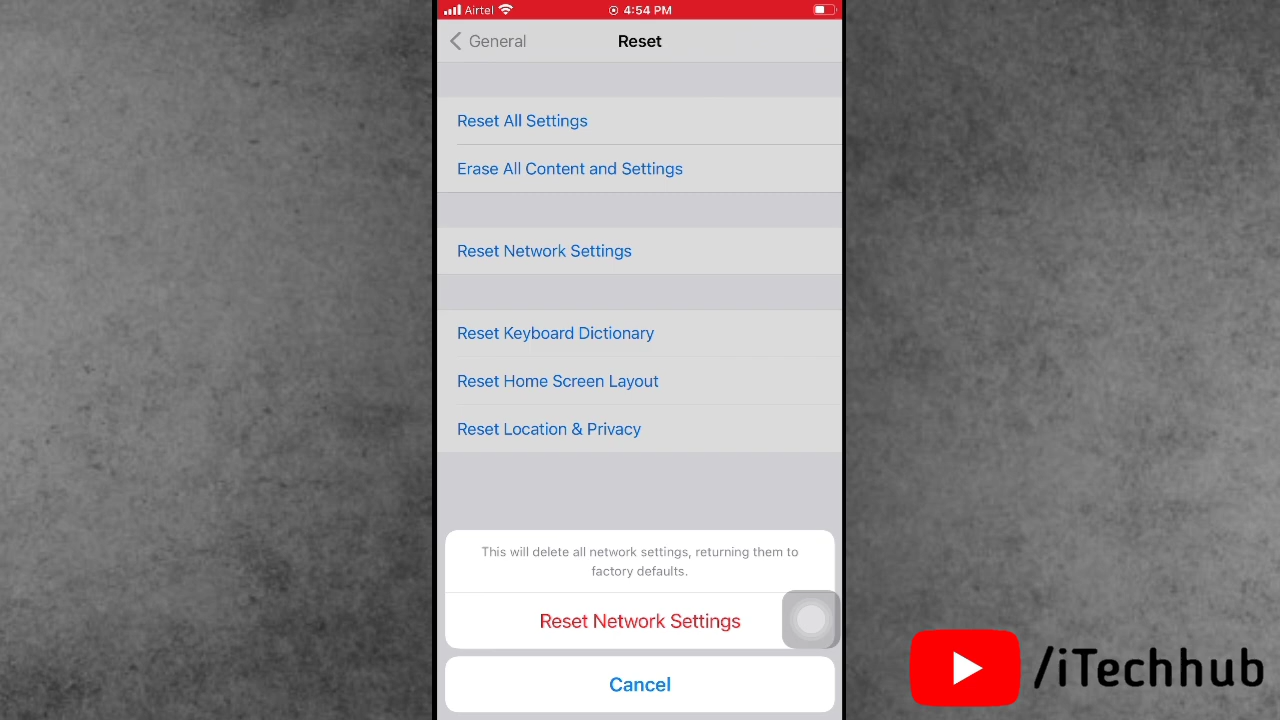 Airtel 4:54 PM
General Reset
Reset All Settings
Erase All Content and Settings
Reset Network Settings
Reset Keyboard Dictionary
Reset Home Screen Layout
Reset Location & Privacy
This will delete all network settings, returning them to
factory defaults.
Reset Network Settings
Cancel
/iTechhub